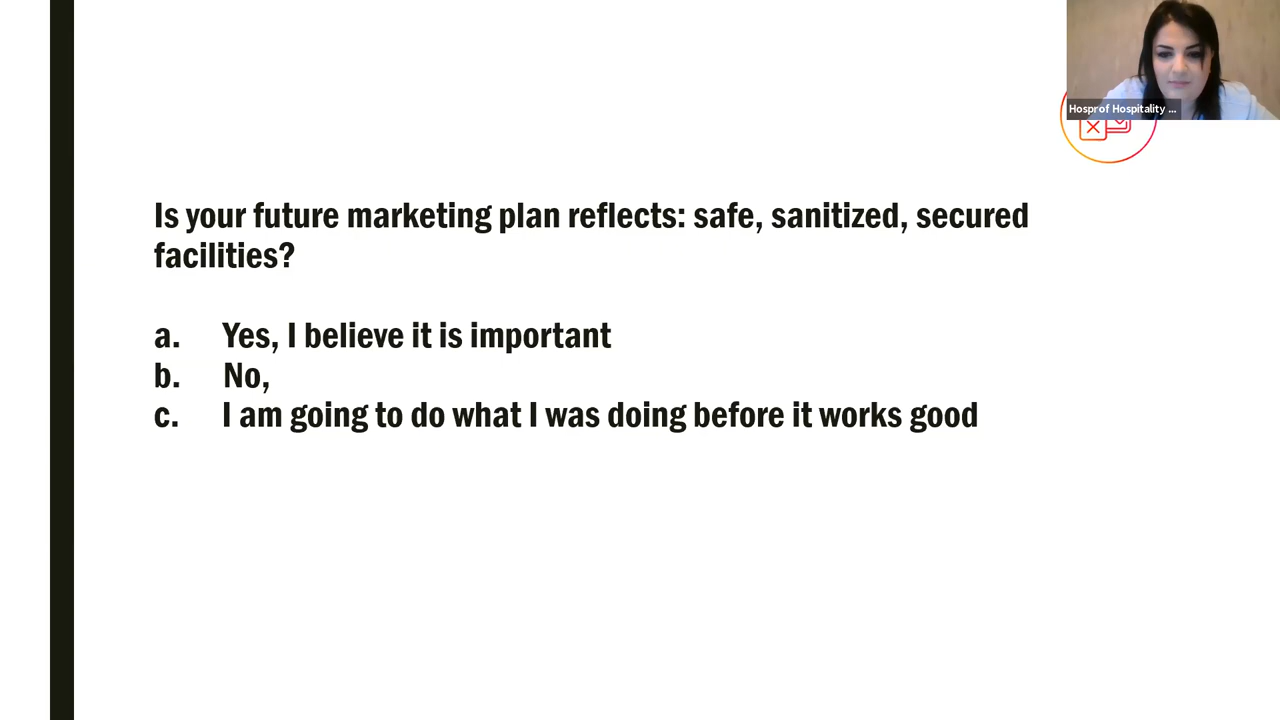 Hosprof Hospitality ...
Is your future marketing plan reflects: safe, sanitized, secured
facilities?
a. Yes, I believe it is important
b. No,
c. I am going to do what I was doing before it works good